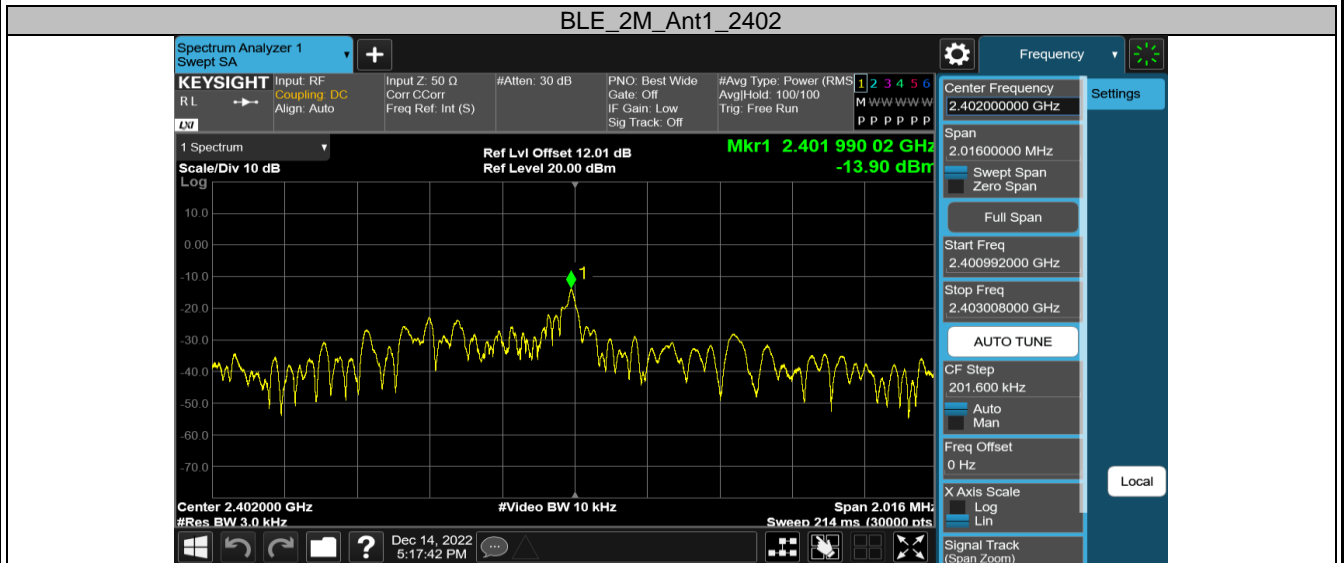 BLE_2M_Ant1_2402
Spectrum Analyzer 1
Swept SA
Frequency
KEYSIGHT
R L
LXI
Input: RF
Coupling: DC
Align: Auto
Input Z: 50 Ω
Corr CCorr
Freq Ref: Int (S)
#Atten: 30 dB
PNO: Best Wide
Gate: Off
IF Gain: Low
Sig Track: Off
#Avg Type: Power (RMS
Avg|Hold: 100/100
Trig: Free Run
1 2 3 4 5 6
M W W W W W
P P P P P P
1 Spectrum
Scale/Div 10 dB
Ref Lvl Offset 12.01 dB
Ref Level 20.00 dBm
Mkr1 2.401 990 02 GHz
-13.90 dBm
Log
10.0
0.00
-10.0
-20.0
-30.0
-40.0
-50.0
-60.0
-70.0
1
Center 2.402000 GHz
#Res BW 3.0 kHz
#Video BW 10 kHz
Span 2.016 MHz
Sweep 214 ms (30000 pts
Dec 14, 2022
5:17:42 PM
Center Frequency
2.402000000 GHz
Settings
Span
2.01600000 MHz
Swept Span
Zero Span
Full Span
Start Freq
2.400992000 GHz
Stop Freq
2.403008000 GHz
AUTO TUNE
CF Step
201.600 kHz
Auto
Man
Freq Offset
0 Hz
X Axis Scale
Log
Lin
Local
Signal Track
(Span Zoom)